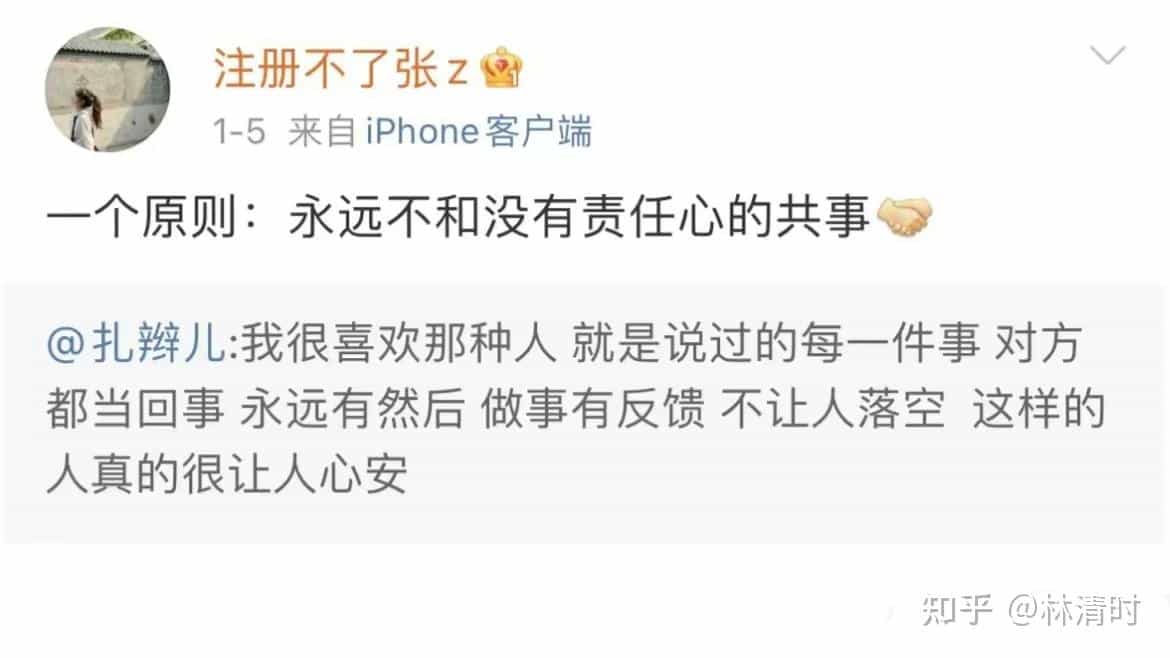 注册不了张z
1-5 来自 iPhone客户端
一个原则：永远不和没有责任心的共事🤝🏻
@扎辫儿:我很喜欢那种人 就是说过的每一件事 对方
都当回事 永远有然后 做事有反馈 不让人落空 这样的
人真的很让人心安
知乎 @林清时